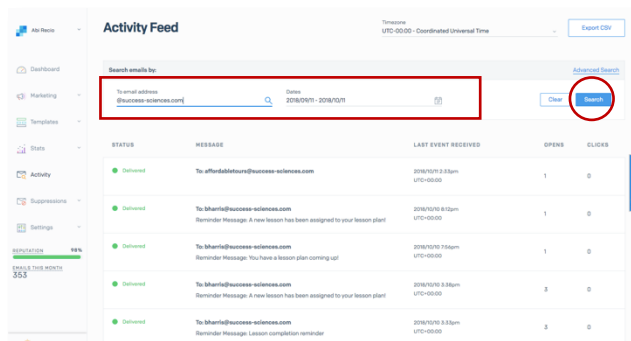 Abi Recio
Dashboard
Marketing
Templates
Stats
Activity
Suppressions
Settings
REPUTATION 98%
EMAILS THIS MONTH
353
Activity Feed
Timezone
UTC-00:00 - Coordinated Universal Time
Export CSV
Search emails by:
Advanced Search
To email address
@success-sciences.com
Dates
2018/09/11 - 2018/10/11
Clear
Search
STATUS MESSAGE LAST EVENT RECEIVED OPENS CLICKS
Delivered To: affordabletours@success-sciences.com 2018/10/11 2:33pm
UTC+00:00 1 0
Delivered To: bharris@success-sciences.com 2018/10/10 8:12pm
Reminder Message: A new lesson has been assigned to your lesson plan! UTC+00:00 1 0
Delivered To: bharris@success-sciences.com 2018/10/10 7:56pm
Reminder Message: You have a lesson plan coming up! UTC+00:00 1 0
Delivered To: bharris@success-sciences.com 2018/10/10 3:38pm
Reminder Message: A new lesson has been assigned to your lesson plan! UTC+00:00 3 0
Delivered To: bharris@success-sciences.com 2018/10/10 3:33pm
Reminder Message: Lesson completion reminder UTC+00:00 3 0